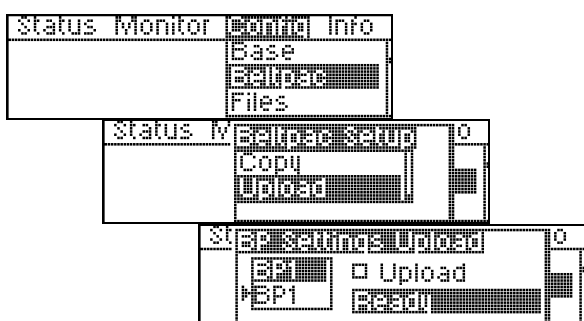 Status Monitor Config Info
Base
Beltpac
Files
Status M
Beltpac Setup
o
Copy
Upload
St
BP Settings Upload
o
BP1
Upload
BP1
Ready